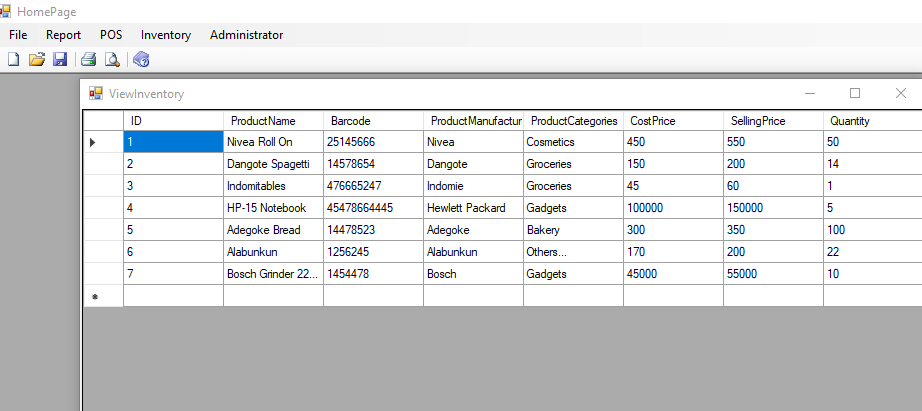 HomePage
File Report POS Inventory Administrator
ViewInventory
ID ProductName Barcode ProductManufactur ProductCategories CostPrice SellingPrice Quantity
1 Nivea Roll On 25145666 Nivea Cosmetics 450 550 50
2 Dangote Spagetti 14578654 Dangote Groceries 150 200 14
3 Indomitables 476665247 Indomie Groceries 45 60 1
4 HP-15 Notebook 45478664445 Hewlett Packard Gadgets 100000 150000 5
5 Adegoke Bread 14478523 Adegoke Bakery 300 350 100
6 Alabunkun 1256245 Alabunkun Others... 170 200 22
7 Bosch Grinder 22... 1454478 Bosch Gadgets 45000 55000 10